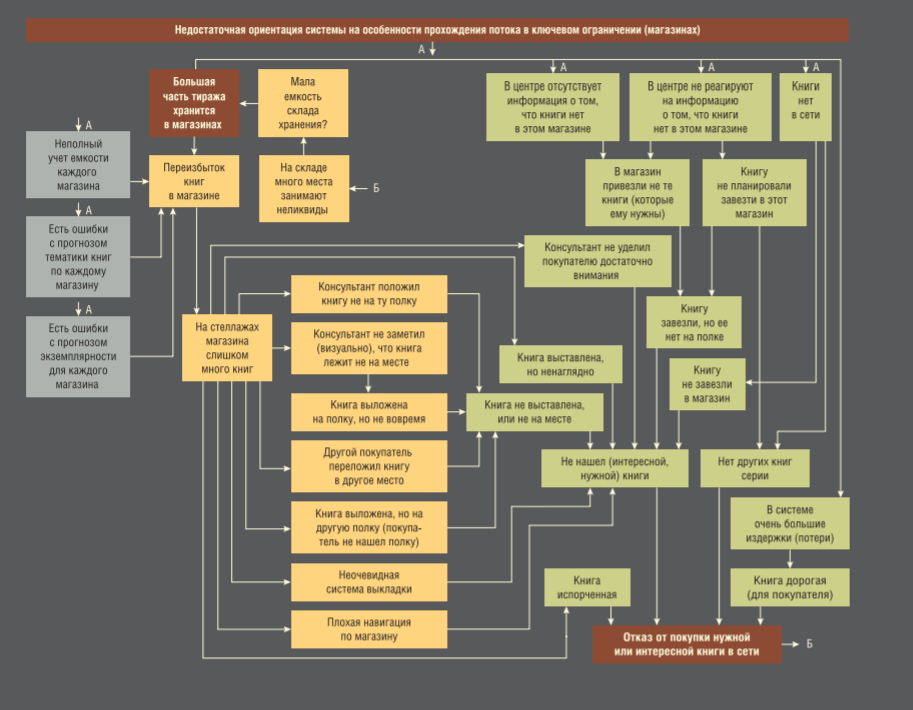 Недостаточная ориентация системы на особенности прохождения потока в ключевом ограничении (магазинах)
А
Большая
часть тиража
хранится
в магазинах
Мала
емкость
склада
хранения?
А
В центре отсутствует
информация о том,
что книги нет
в этом магазине
А
В центре не реагируют
на информацию
о том, что книги
нет в этом магазине
А
Книги
нет
в сети
А
Неполный
учет емкости
каждого
магазина
Переизбыток
книг
в магазине
На складе
много места
занимают
неликвиды
Б
В магазин
привезли не те
книги (которые
ему нужны)
Книгу
не планировали
завезти в этот
магазин
А
Есть ошибки
с прогнозом
тематики книг
по каждому
магазину
Консультант не уделил
покупателю достаточно
внимания
А
Есть ошибки
с прогнозом
экземплярности
для каждого
магазина
На стеллажах
магазина
слишком
много книг
Консультант положил
книгу не на ту полку
Книгу
завезли, но ее
нет на полке
Консультант не заметил
(визуально), что книга
лежит не на месте
Книга выставлена,
но ненаглядно
Книгу
не завезли
в магазин
Книга выложена
на полку, но не вовремя
Книга не выставлена,
или не на месте
Другой покупатель
переложил книгу
в другое место
Не нашел (интересной,
нужной) книги
Нет других книг
серии
Книга выложена, но на
другую полку (покупа-
тель не нашел полку)
В системе
очень большие
издержки (потери)
Неочевидная
система выкладки
Книга
испорченная
Книга дорогая
(для покупателя)
Плохая навигация
по магазину
Отказ от покупки нужной
или интересной книги в сети
Б